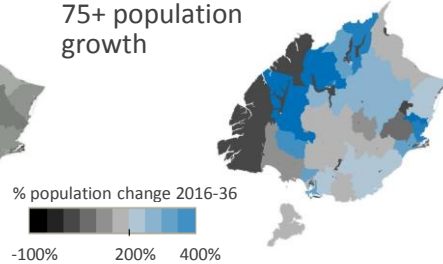 75+ population
growth
% population change 2016-36
-100% 200% 400%